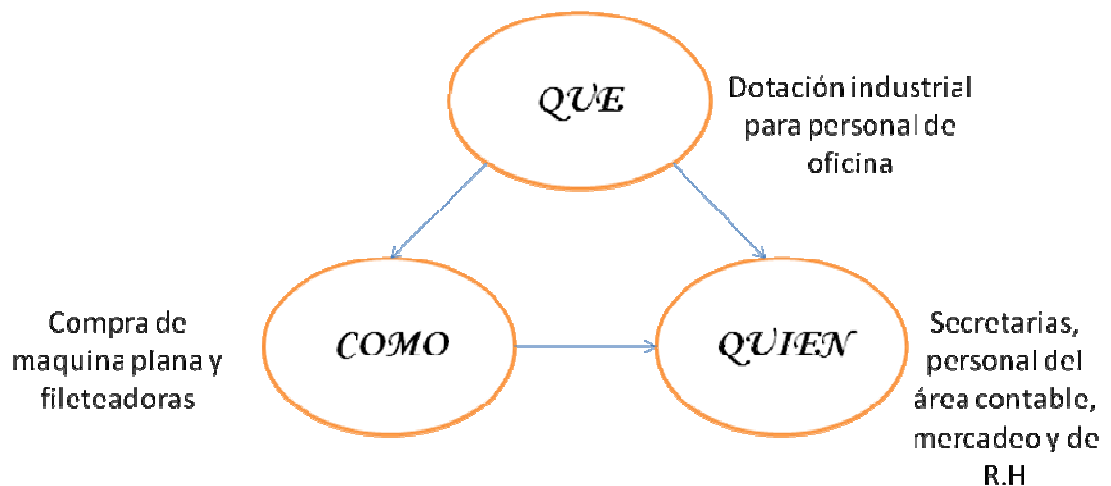 QUE
Dotación industrial
para personal de
oficina
Compra de
maquina plana y
fileteadoras
COMO
QUIEN
Secretarias,
personal del
área contable,
mercadeo y de
R.H